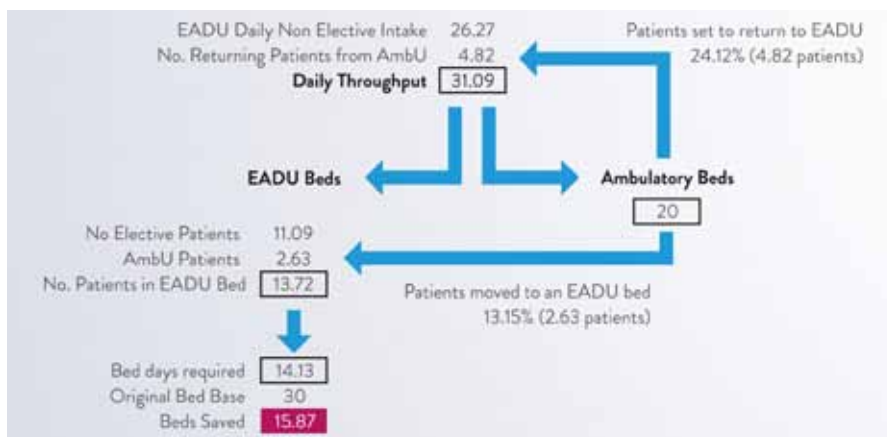 EADU Daily Non Elective Intake 26.27
No. Returning Patients from AmbU 4.82
Daily Throughput 31.09
Patients set to return to EADU
24.12% (4.82 patients)
EADU Beds
Ambulatory Beds
20
No Elective Patients 11.09
AmbU Patients 2.63
No. Patients in EADU Bed 13.72
Patients moved to an EADU bed
13.15% (2.63 patients)
Bed days required 14.13
Original Bed Base 30
Beds Saved 15.87